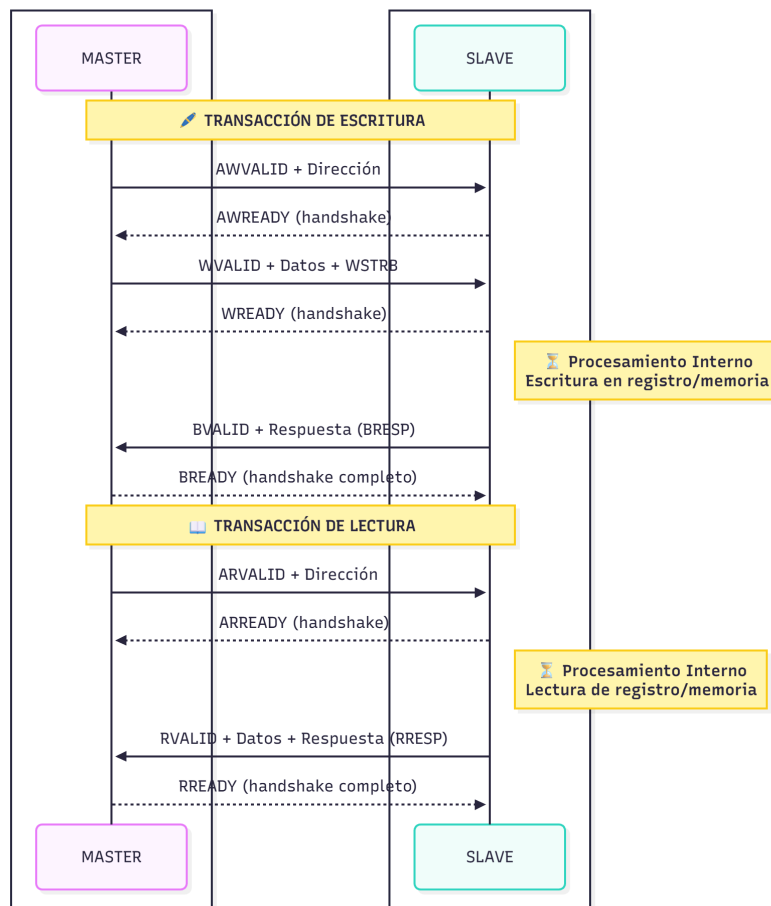 MASTER
SLAVE
TRANSACCIÓN DE ESCRITURA
AWVALID + Dirección
AWREADY (handshake)
WVALID + Datos + WSTRB
WREADY (handshake)
Procesamiento Interno
Escritura en registro/memoria
BVALID + Respuesta (BRESP)
BREADY (handshake completo)
TRANSACCIÓN DE LECTURA
ARVALID + Dirección
ARREADY (handshake)
Procesamiento Interno
Lectura de registro/memoria
RVALID + Datos + Respuesta (RRESP)
RREADY (handshake completo)
MASTER
SLAVE